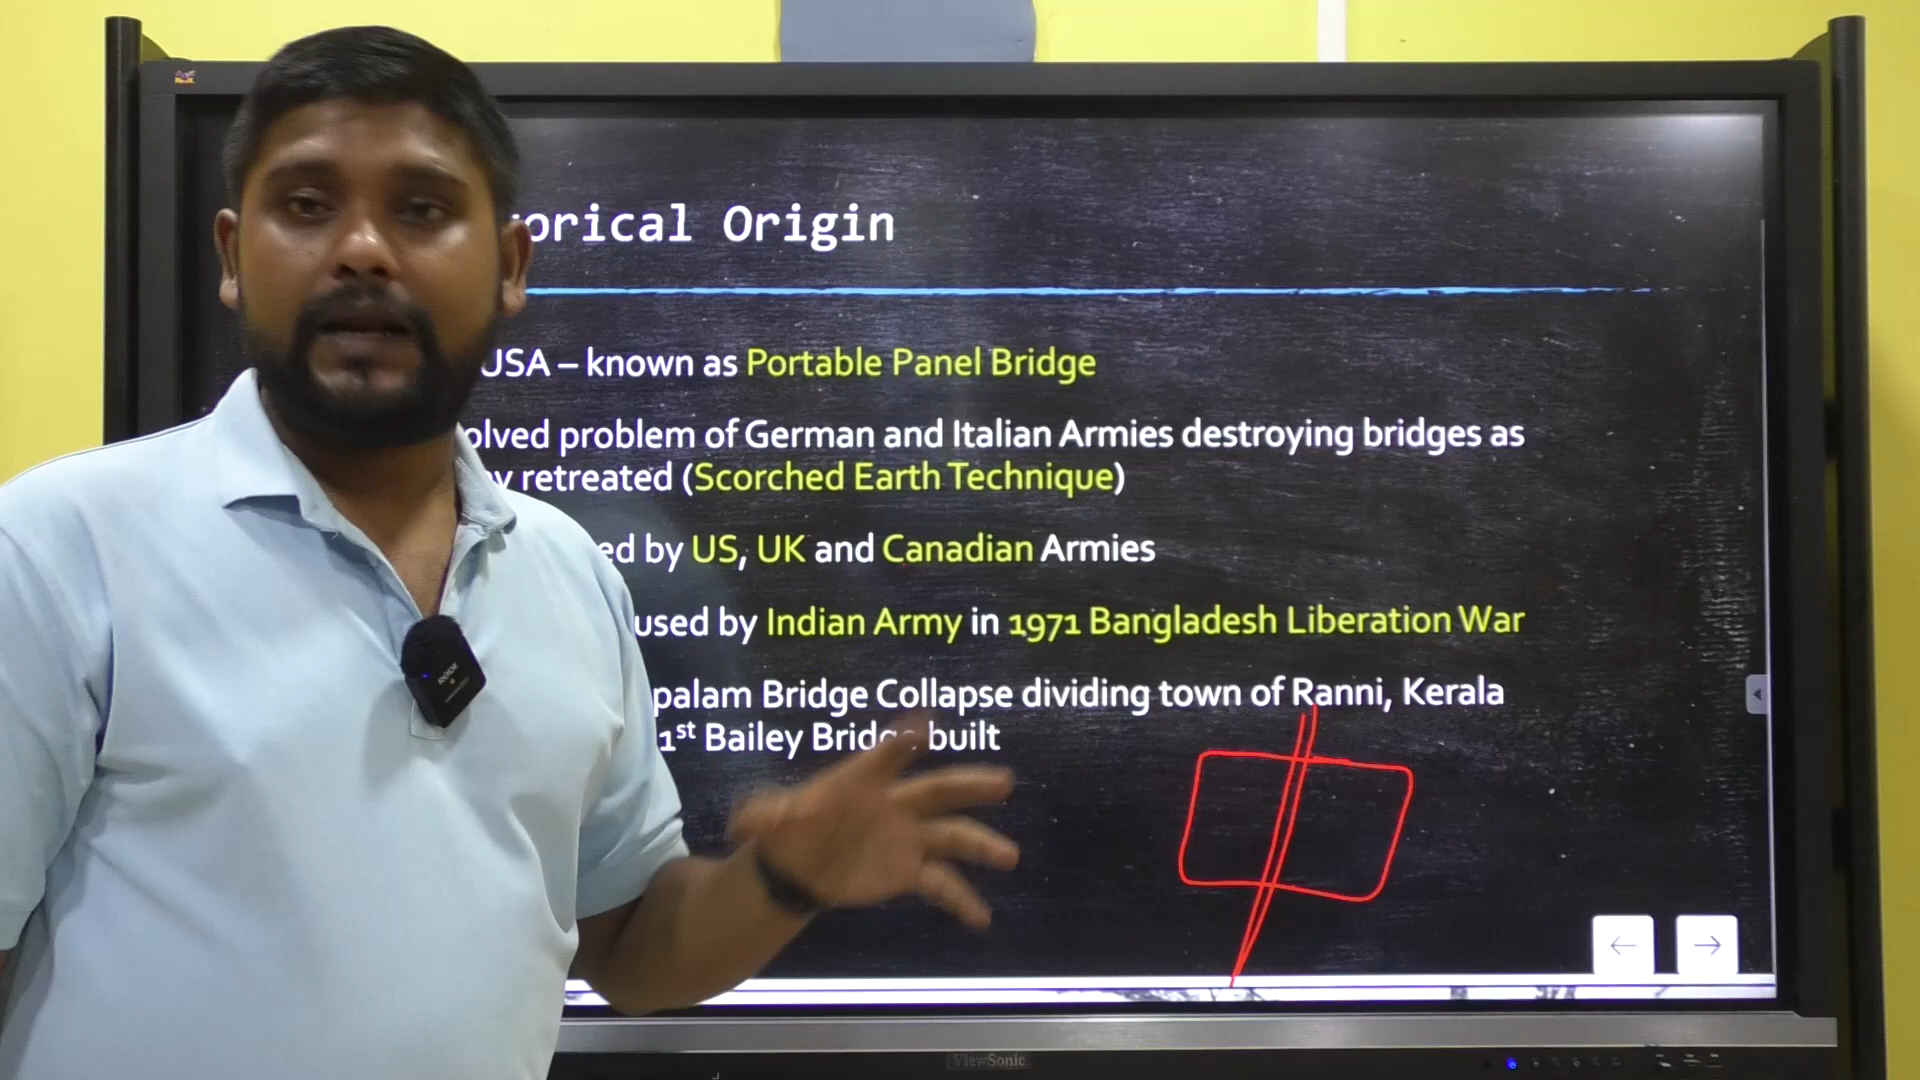 orical Origin
USA – known as Portable Panel Bridge
olved problem of German and Italian Armies destroying bridges as
retreated (Scorched Earth Technique)
ed by US, UK and Canadian Armies
used by Indian Army in 1971 Bangladesh Liberation War
palam Bridge Collapse dividing town of Ranni, Kerala
1st Bailey Bridge built
ViewSonic